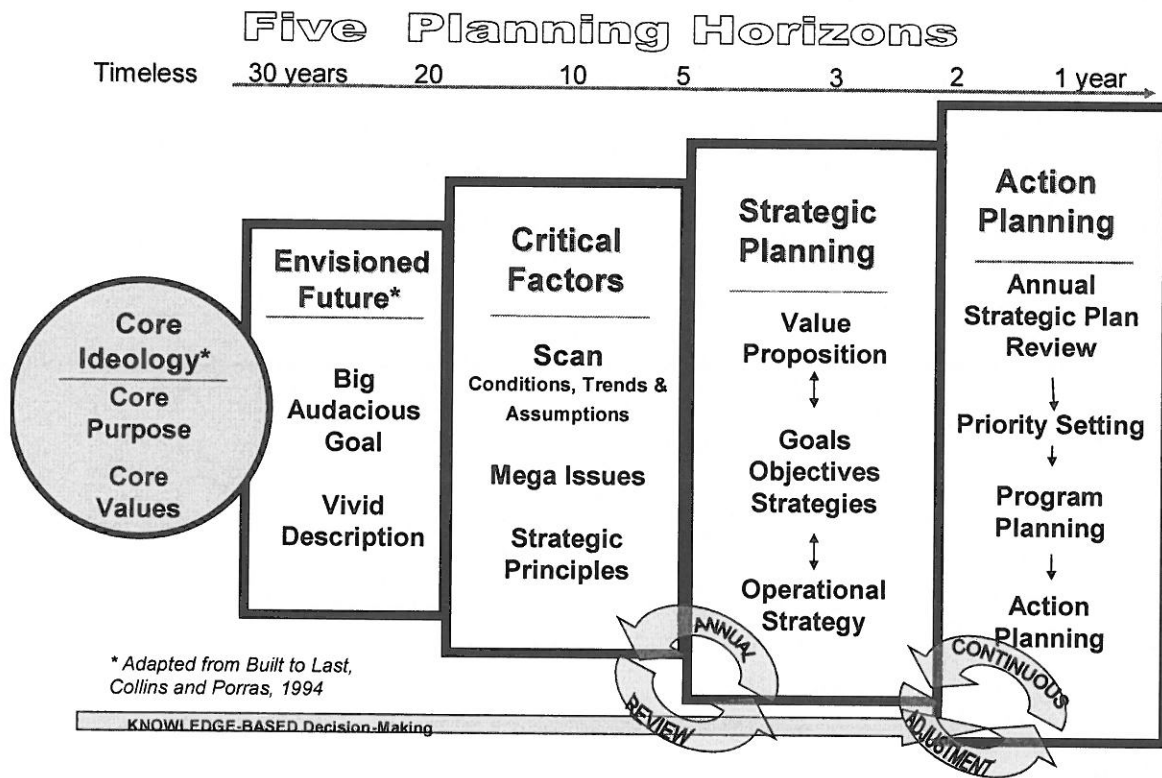 Five Planning Horizons
Timeless 30 years 20 10 5 3 2 1 year
Core
Ideology*
Core
Purpose
Core
Values
Envisioned
Future*
Big
Audacious
Goal
Vivid
Description
Critical
Factors
Scan
Conditions, Trends &
Assumptions
Mega Issues
Strategic
Principles
Strategic
Planning
Value
Proposition
Goals
Objectives
Strategies
Operational
Strategy
Action
Planning
Annual
Strategic Plan
Review
Priority Setting
Program
Planning
Action
Planning
ANNUAL
REVIEW
CONTINUOUS
ADJUSTMENT
* Adapted from Built to Last,
Collins and Porras, 1994
KNOWLEDGE-BASED Decision-Making